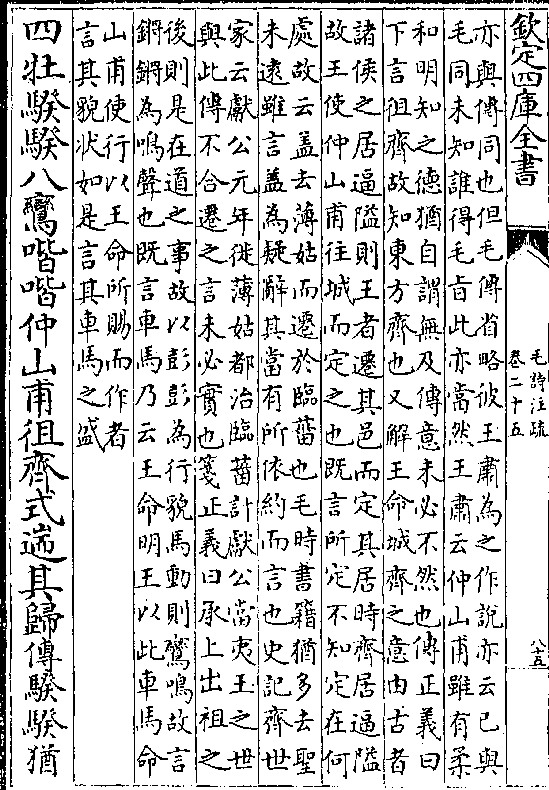 欽定四庫全書
毛詩注疏
卷二十五
八十五
亦與傳同也但毛傳省略彼王肅為之作說亦云已與
毛同未知誰得毛旨此亦當然王肅云仲山甫雖有柔
和明知之德猶自謂無及傳意未必不然也傳正義曰
下言徂齊故知東方齊也又解王命城齊之意由古者
諸侯之居逼隘則王者遷其邑而定其居時齊居逼隘
故王使仲山甫往城而定之也既言所定不知定在何
處故云盖去薄姑而遷於臨菑也毛時書籍猶多去聖
未遠雖言盖為疑辭其當有所依約而言也史記齊世
家云獻公元年徙薄姑都治臨菑計獻公當夷王之世
與此傳不合遷之言未必實也箋正義曰承上出祖之
後則是在道之事故以彭彭為行貌馬動則鸞鳴故言
鏘鏘為鳴聲也既言車馬乃云王命明王以此車馬命
山甫使行以王命所賜而作者
言其貌狀如是言其車馬之盛
四牡騤騤八鸞喈喈仲山甫徂齊式遄其歸傳騤騤猶